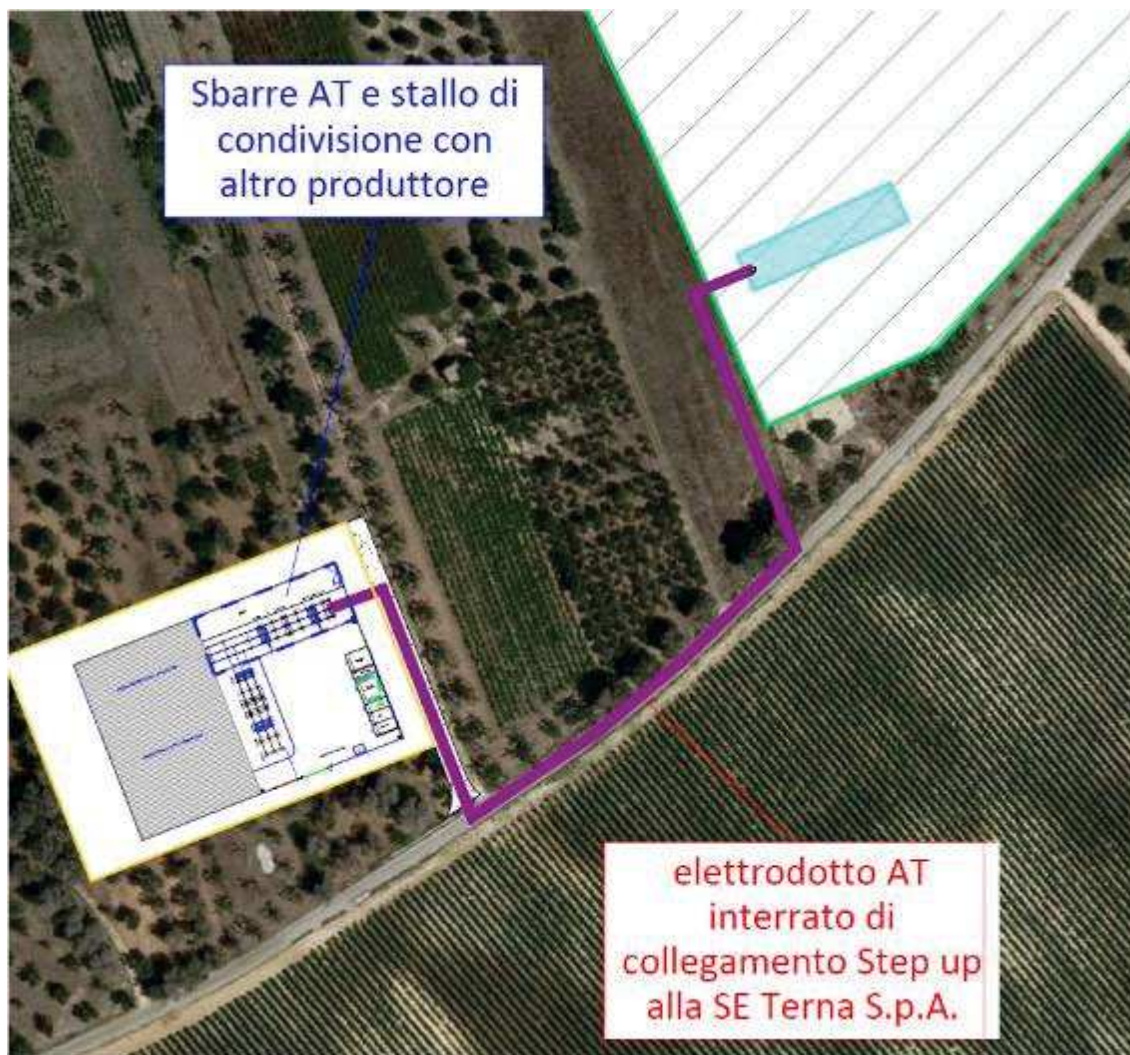 Sbarre AT e stallo di
condivisione con
altro produttore
elettrodotto AT
interrato di
collegamento Step up
alla SE Terna S.p.A.